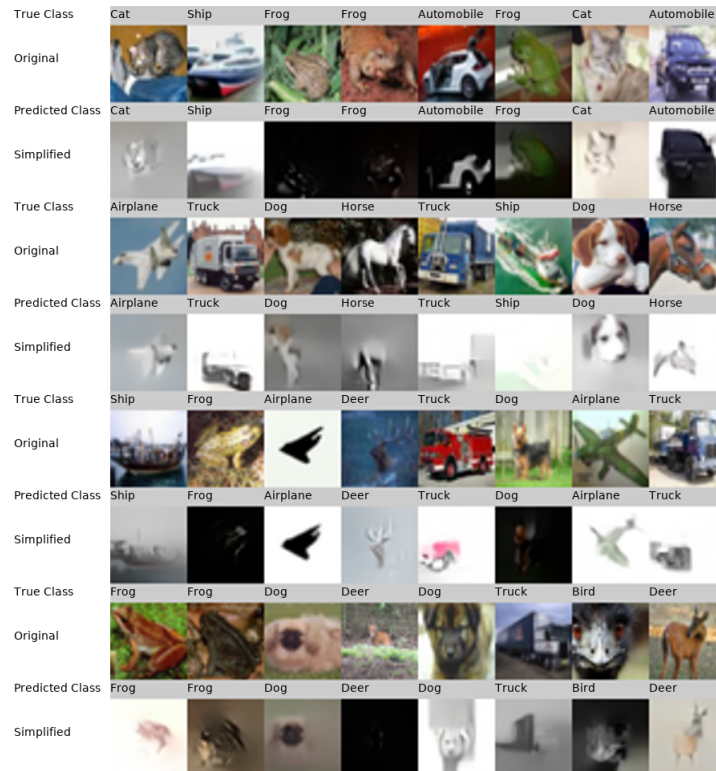 True Class Cat Ship Frog Frog Automobile Frog Cat Automobile
Original
Predicted Class Cat Ship Frog Frog Automobile Frog Cat Automobile
Simplified
True Class Airplane Truck Dog Horse Truck Ship Dog Horse
Original
Predicted Class Airplane Truck Dog Horse Truck Ship Dog Horse
Simplified
True Class Ship Frog Airplane Deer Truck Dog Airplane Truck
Original
Predicted Class Ship Frog Airplane Deer Truck Dog Airplane Truck
Simplified
True Class Frog Frog Dog Deer Dog Truck Bird Deer
Original
Predicted Class Frog Frog Dog Deer Dog Truck Bird Deer
Simplified